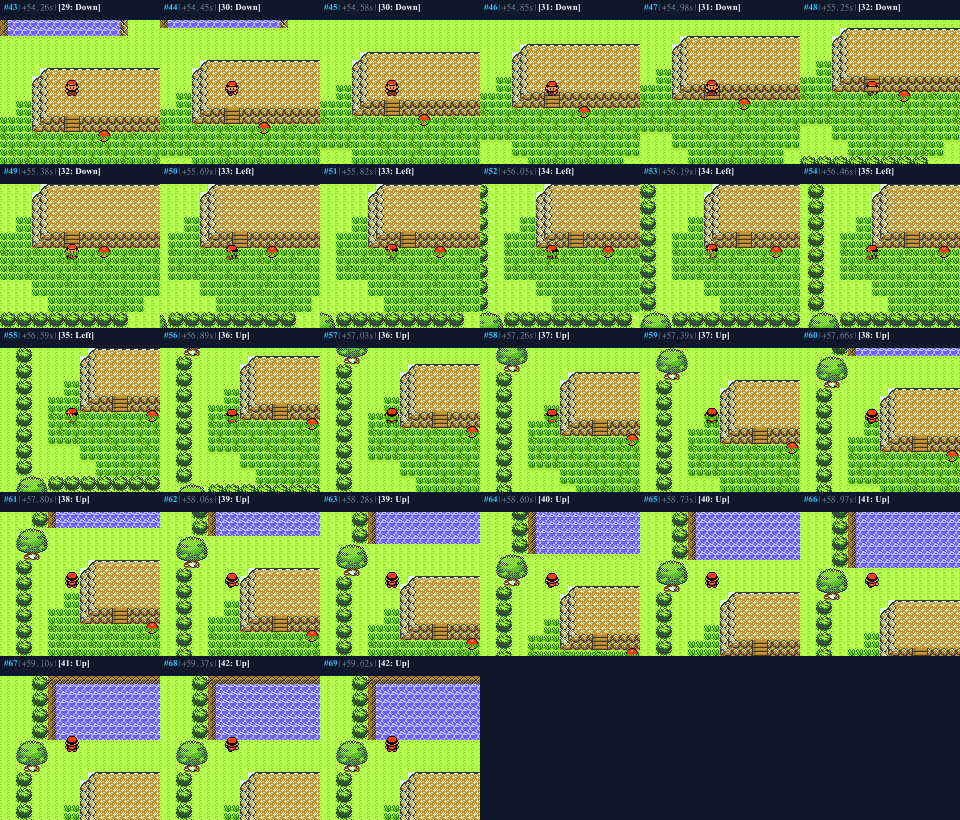 #43 |+54.26s| [29: Down] #44 |+54.45s| [30: Down] #45 |+54.58s| [30: Down] #46 |+54.85s| [31: Down] #47 |+54.98s| [31: Down] #48 |+55.25s| [32: Down]
#49 |+55.38s| [32: Down] #50 |+55.69s| [33: Left] #51 |+55.82s| [33: Left] #52 |+56.05s| [34: Left] #53 |+56.19s| [34: Left] #54 |+56.46s| [35: Left]
#55 |+56.59s| [35: Left] #56 |+56.89s| [36: Up] #57 |+57.03s| [36: Up] #58 |+57.26s| [37: Up] #59 |+57.39s| [37: Up] #60 |+57.66s| [38: Up]
#61 |+57.80s| [38: Up] #62 |+58.06s| [39: Up] #63 |+58.28s| [39: Up] #64 |+58.60s| [40: Up] #65 |+58.73s| [40: Up] #66 |+58.97s| [41: Up]
#67 |+59.10s| [41: Up] #68 |+59.37s| [42: Up] #69 |+59.62s| [42: Up]